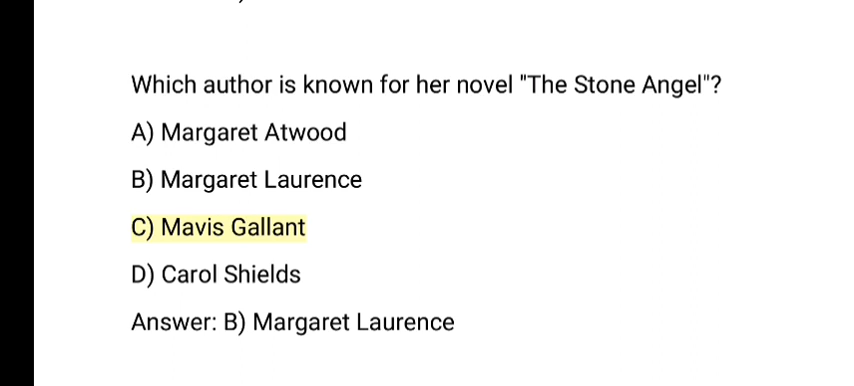 Which author is known for her novel "The Stone Angel"?
A) Margaret Atwood
B) Margaret Laurence
C) Mavis Gallant
D) Carol Shields
Answer: B) Margaret Laurence